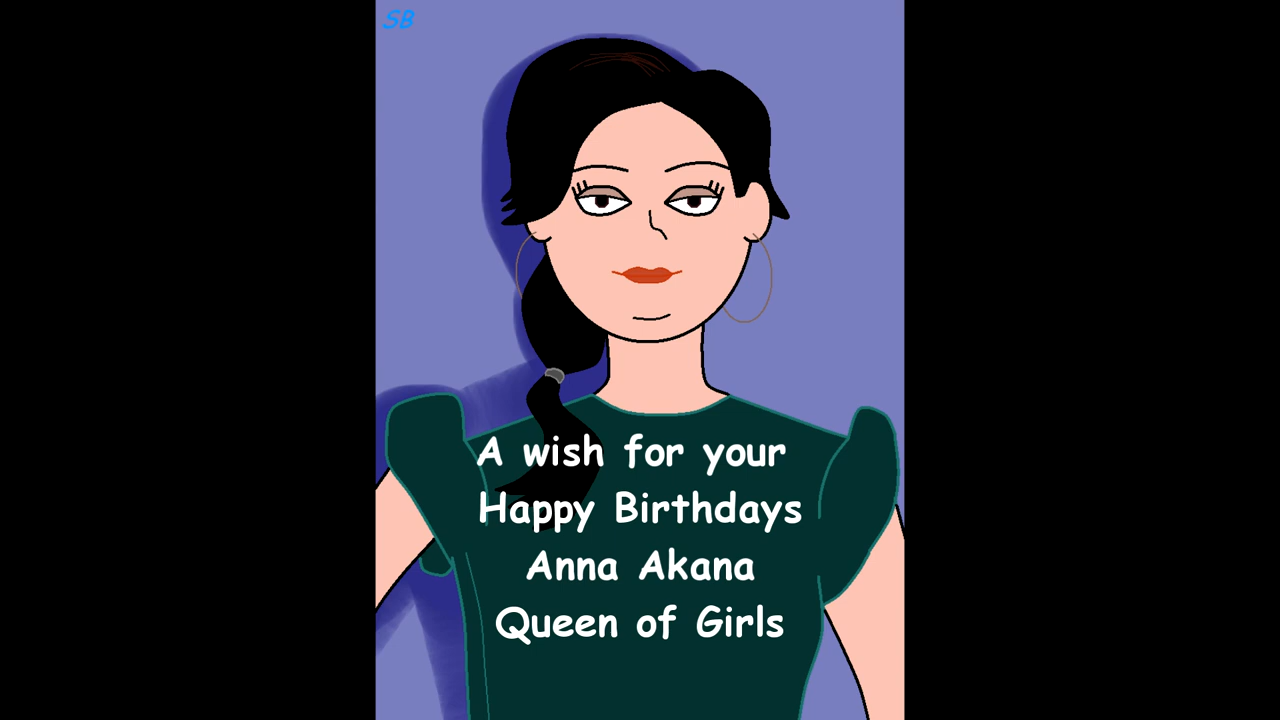 SB
A wish for your
Happy Birthdays
Anna Akana
Queen of Girls